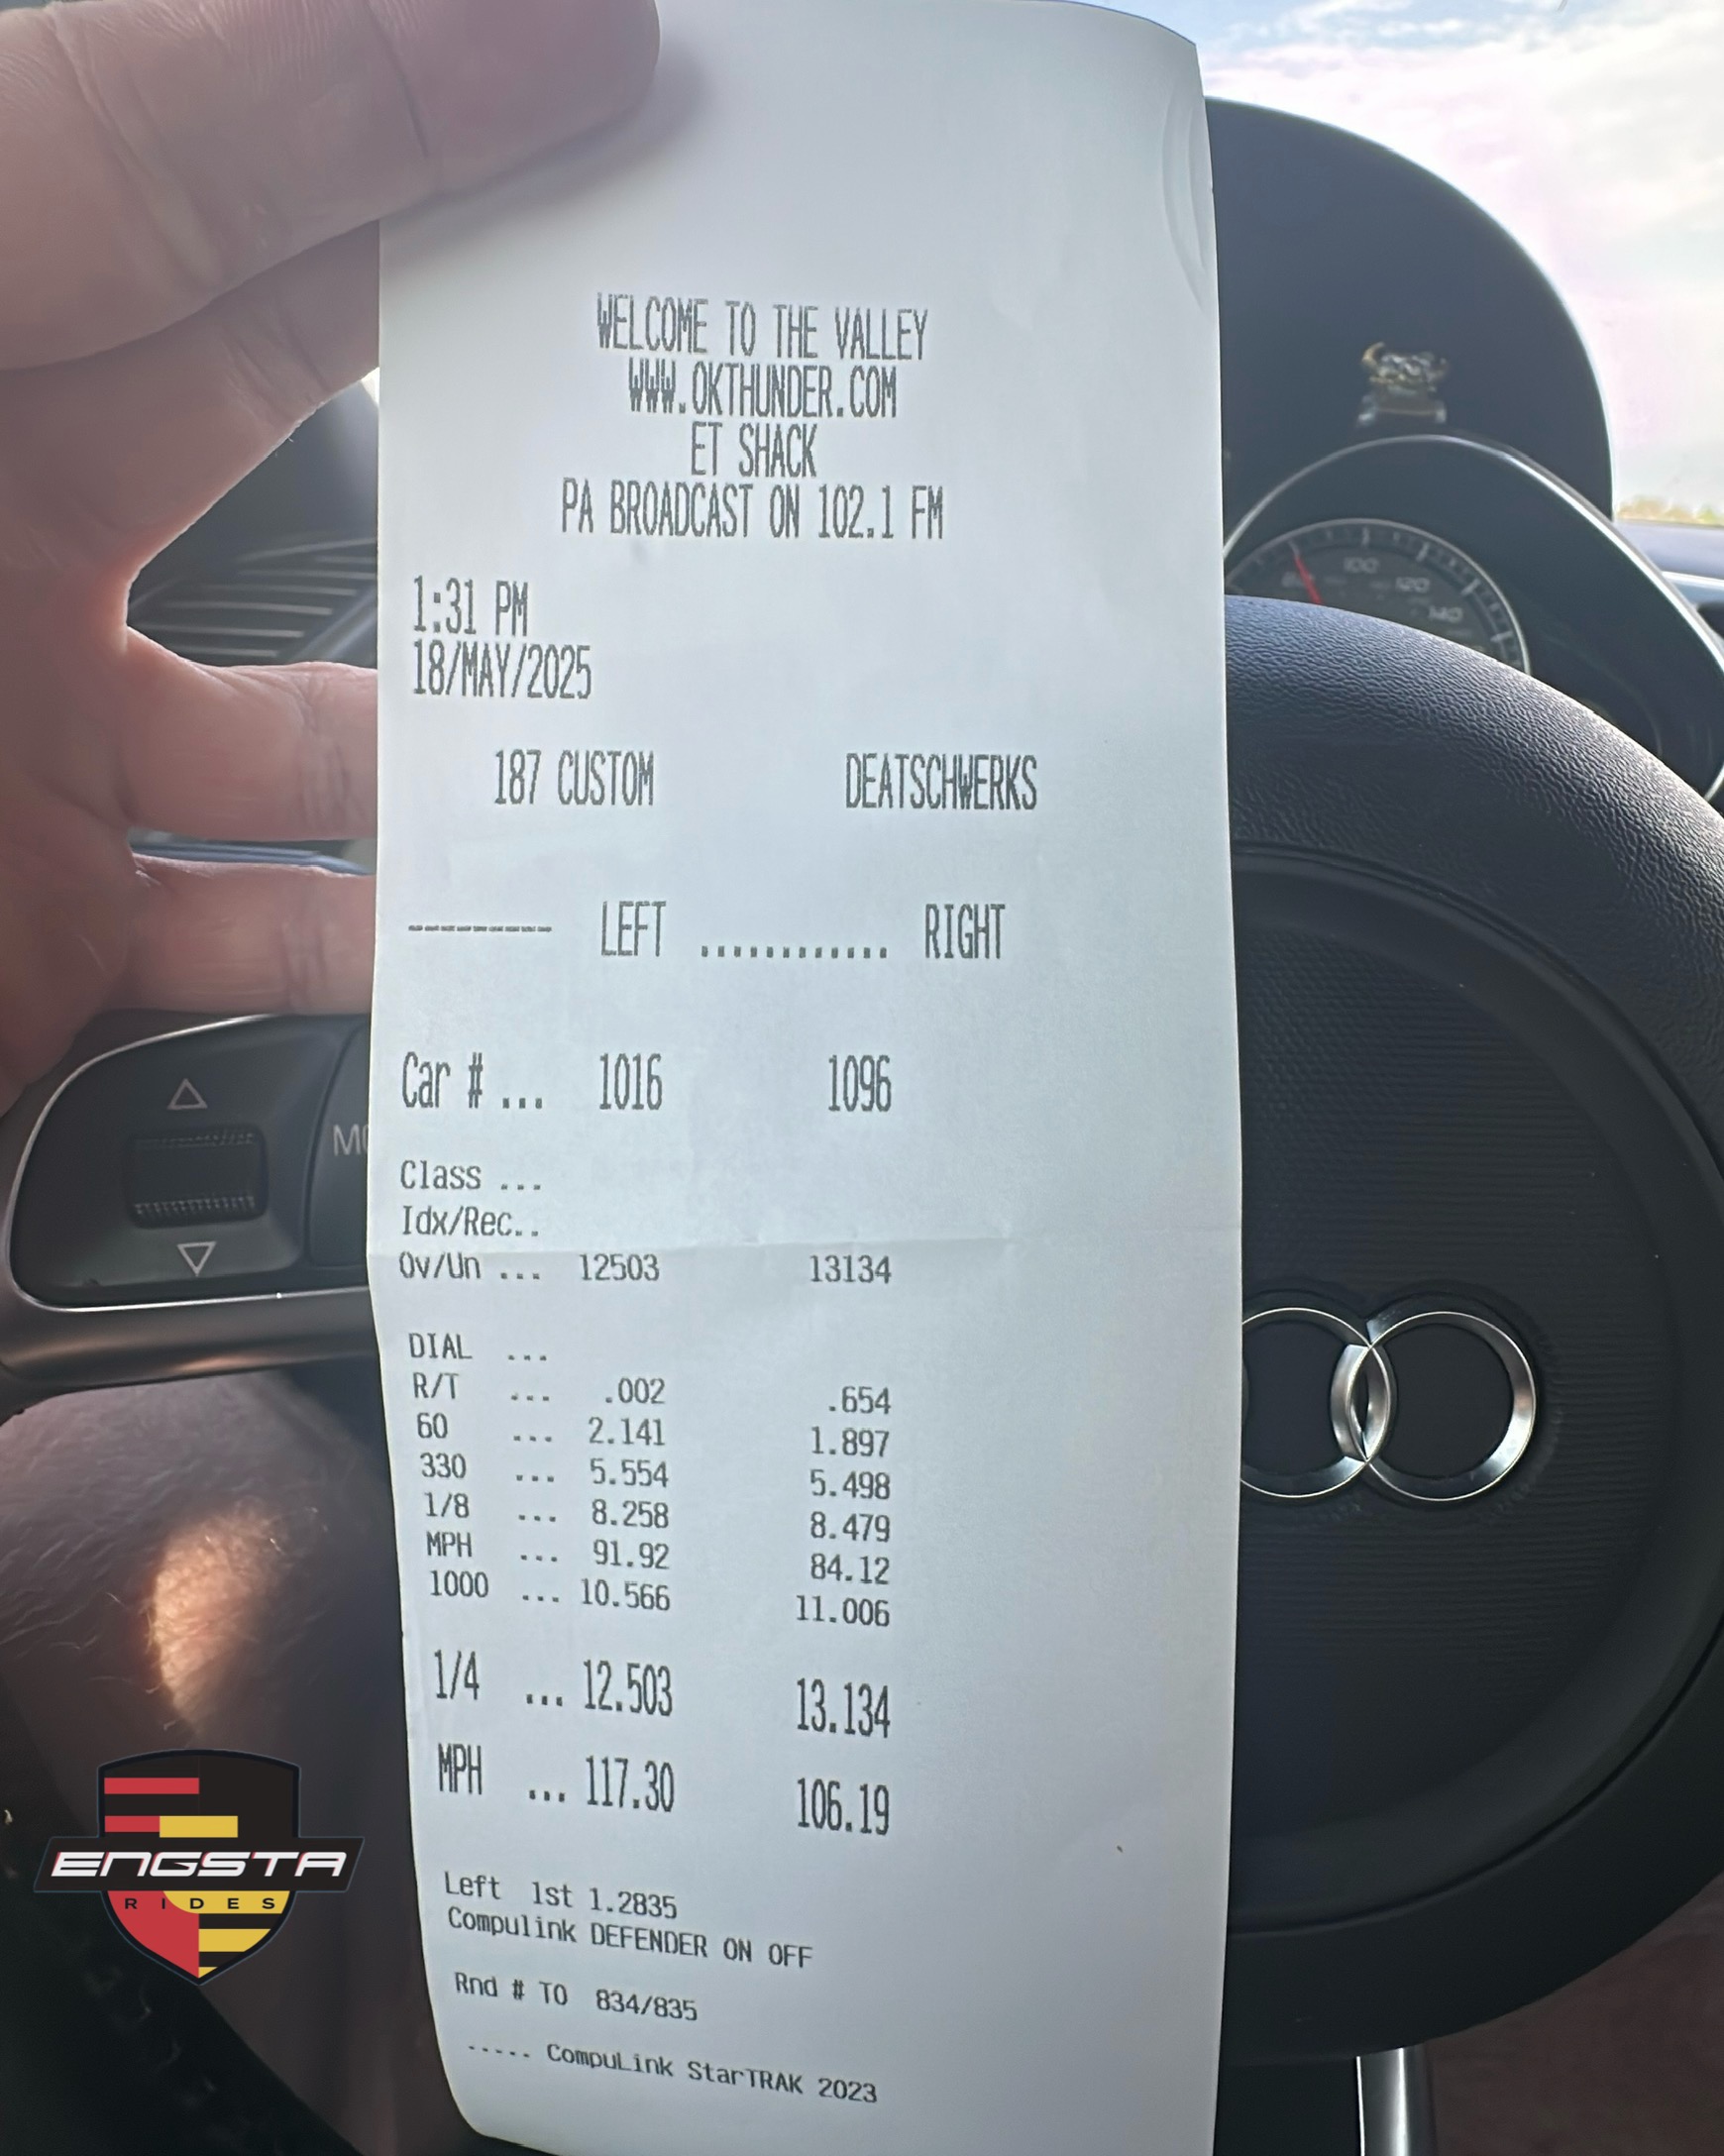 WELCOME TO THE VALLEY
WWW.OKTHUNDER.COM
ET SHACK
PA BROADCAST ON 102.1 FM
1:31 PM
18/MAY/2025
187 CUSTOM DEATSCHWERKS
--------- LEFT ............ RIGHT
Car # ... 1016 1096
Class ...
Idx/Rec..
Ov/Un ... 12503 13134
DIAL ...
R/T ... .002 .654
60 ... 2.141 1.897
330 ... 5.554 5.498
1/8 ... 8.258 8.479
MPH ... 91.92 84.12
1000 ... 10.566 11.006
1/4 ... 12.503 13.134
MPH ... 117.30 106.19
Left 1st 1.2835
Compulink DEFENDER ON OFF
Rnd # TO 834/835
----- CompuLink StarTRAK 2023
100
120
140
ENGSTA
RIDES